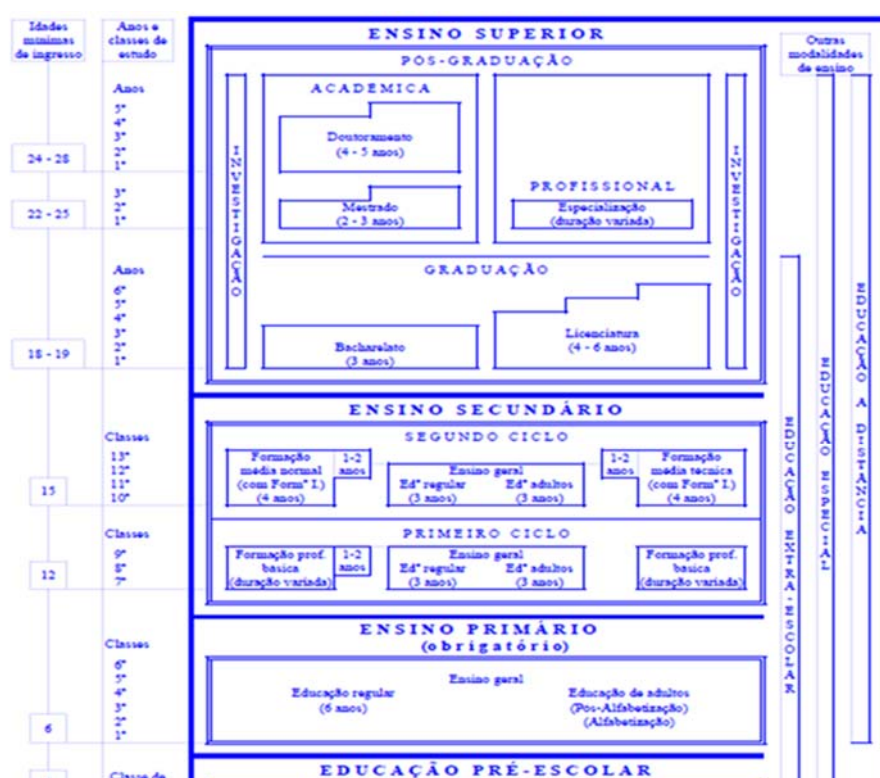 Idades
mínimas
de ingresso
Anos e
classes de
estudo
ENSINO SUPERIOR
Outras
modalidades
de ensino
PÓS-GRADUAÇÃO
Anos
5º
4º
3º
2º
1º
24 - 28
3º
2º
1º
22 - 25
INVESTIGAÇÃO
ACADÉMICA
Doutoramento
(4 - 5 anos)
Mestrado
(2 - 3 anos)
PROFISSIONAL
Especialização
(duração variada)
INVESTIGAÇÃO
GRADUAÇÃO
Anos
6º
5º
4º
3º
2º
1º
18 - 19
Bacharelato
(3 anos)
Licenciatura
(4 - 6 anos)
ENSINO SECUNDÁRIO
SEGUNDO CICLO
Classes
13ª
12ª
11ª
10ª
15
Formação
média normal
(com Formª I.)
(4 anos)
1-2
anos
Ensino geral
Edª regular
(3 anos)
Edª adultos
(3 anos)
1-2
anos
Formação
média técnica
(com Formª I.)
(4 anos)
PRIMEIRO CICLO
Classes
9ª
8ª
7ª
12
Formação prof.
básica
(duração variada)
1-2
anos
Ensino geral
Edª regular
(3 anos)
Edª adultos
(3 anos)
Formação prof.
básica
(duração variada)
ENSINO PRIMÁRIO
(obrigatório)
Classes
6ª
5ª
4ª
3ª
2ª
1ª
6
Ensino geral
Educação regular
(6 anos)
Educação de adultos
(Pós-Alfabetização)
(Alfabetização)
EDUCAÇÃO EXTRA-ESCOLAR
EDUCAÇÃO ESPECIAL
EDUCAÇÃO A DISTÂNCIA
Classe de
EDUCAÇÃO PRÉ-ESCOLAR